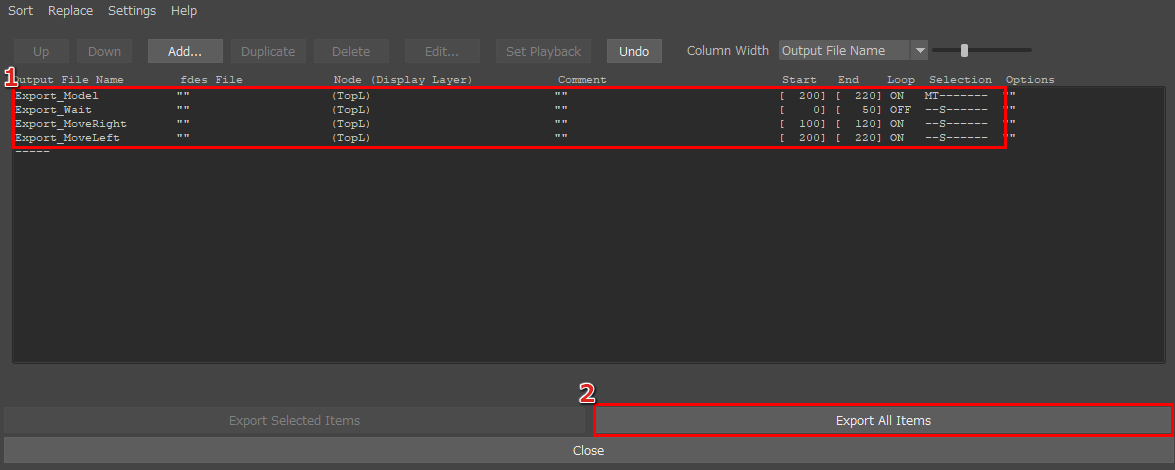 Sort Replace Settings Help
Up Down Add... Duplicate Delete Edit... Set Playback Undo Column Width Output File Name
1
Output File Name fdes File Node (Display Layer) Comment Start End Loop Selection Options
Export_Model "" (TopL) "" [ 200] [ 220] ON MT------- ""
Export_Wait "" (TopL) "" [ 0] [ 50] OFF --S------ ""
Export_MoveRight "" (TopL) "" [ 100] [ 120] ON --S------ ""
Export_MoveLeft "" (TopL) "" [ 200] [ 220] ON --S------ ""
-----
2
Export Selected Items Export All Items
Close